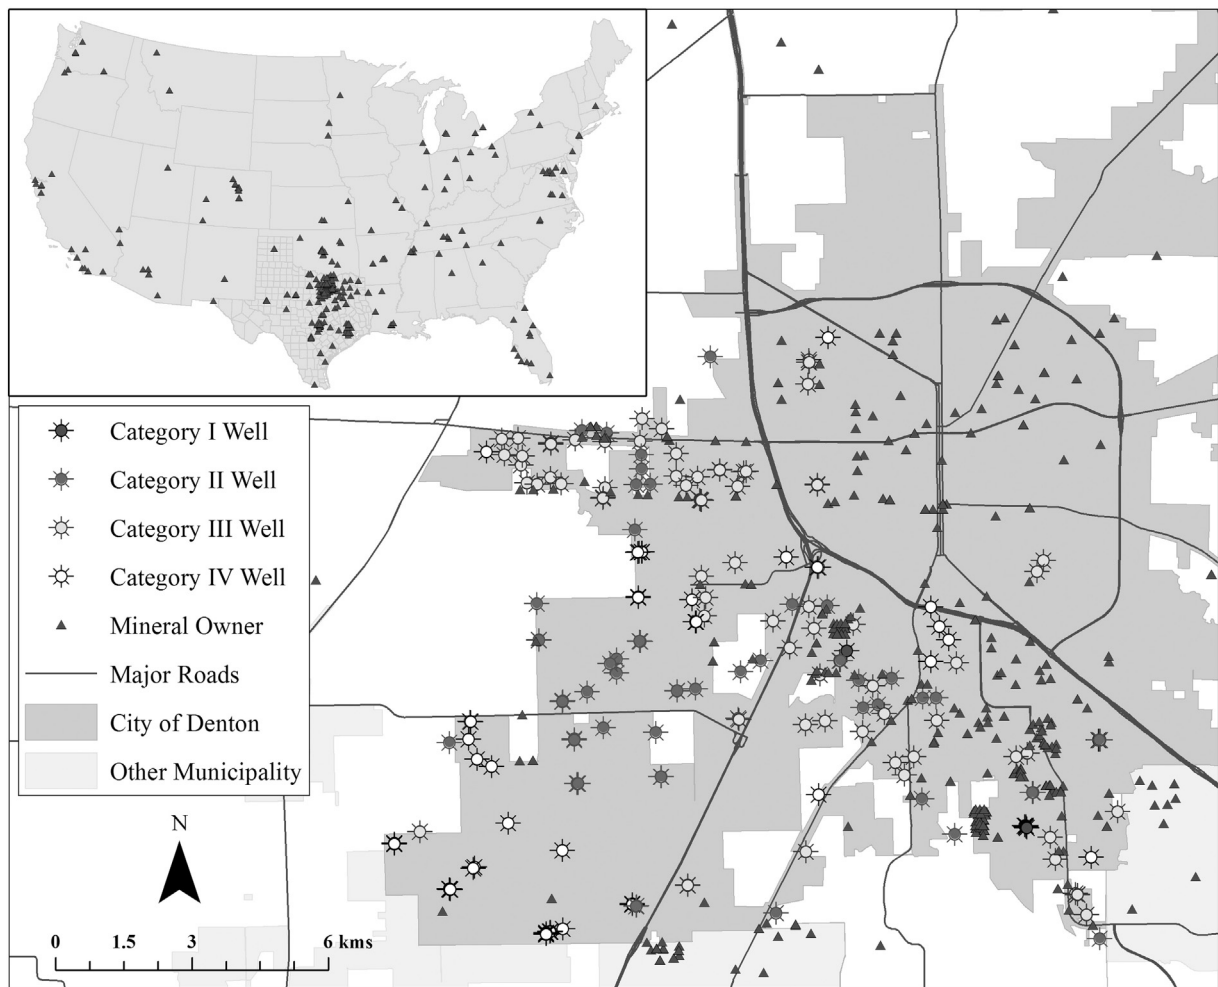 Category I Well
Category II Well
Category III Well
Category IV Well
Mineral Owner
Major Roads
City of Denton
Other Municipality
N
0 1.5 3 6 kms